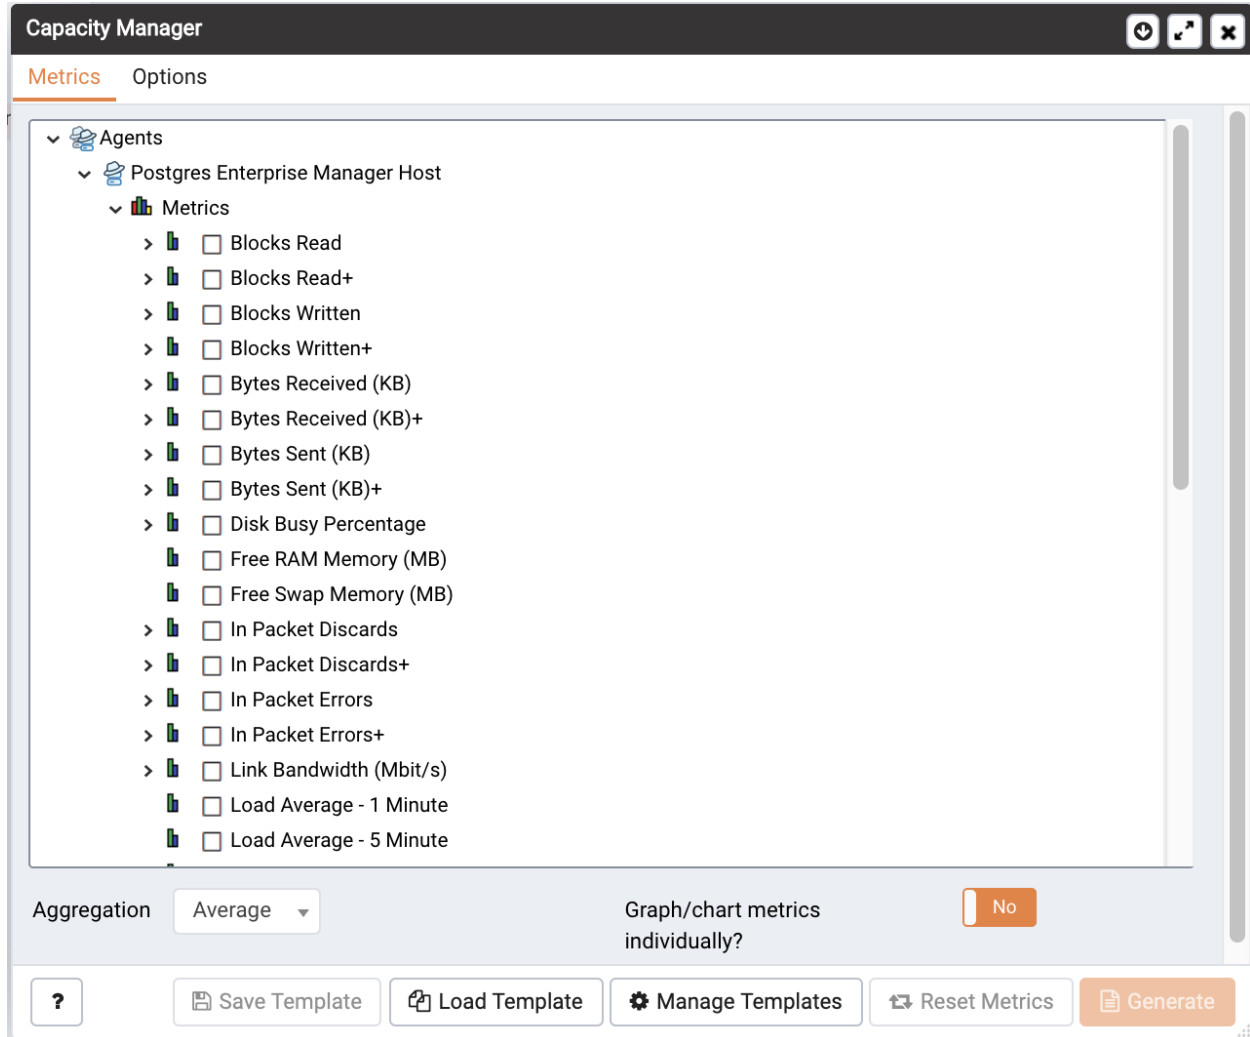 Capacity Manager
Metrics Options
Agents
Postgres Enterprise Manager Host
Metrics
Blocks Read
Blocks Read+
Blocks Written
Blocks Written+
Bytes Received (KB)
Bytes Received (KB)+
Bytes Sent (KB)
Bytes Sent (KB)+
Disk Busy Percentage
Free RAM Memory (MB)
Free Swap Memory (MB)
In Packet Discards
In Packet Discards+
In Packet Errors
In Packet Errors+
Link Bandwidth (Mbit/s)
Load Average - 1 Minute
Load Average - 5 Minute
Aggregation Average Graph/chart metrics No
individually?
? Save Template Load Template Manage Templates Reset Metrics Generate